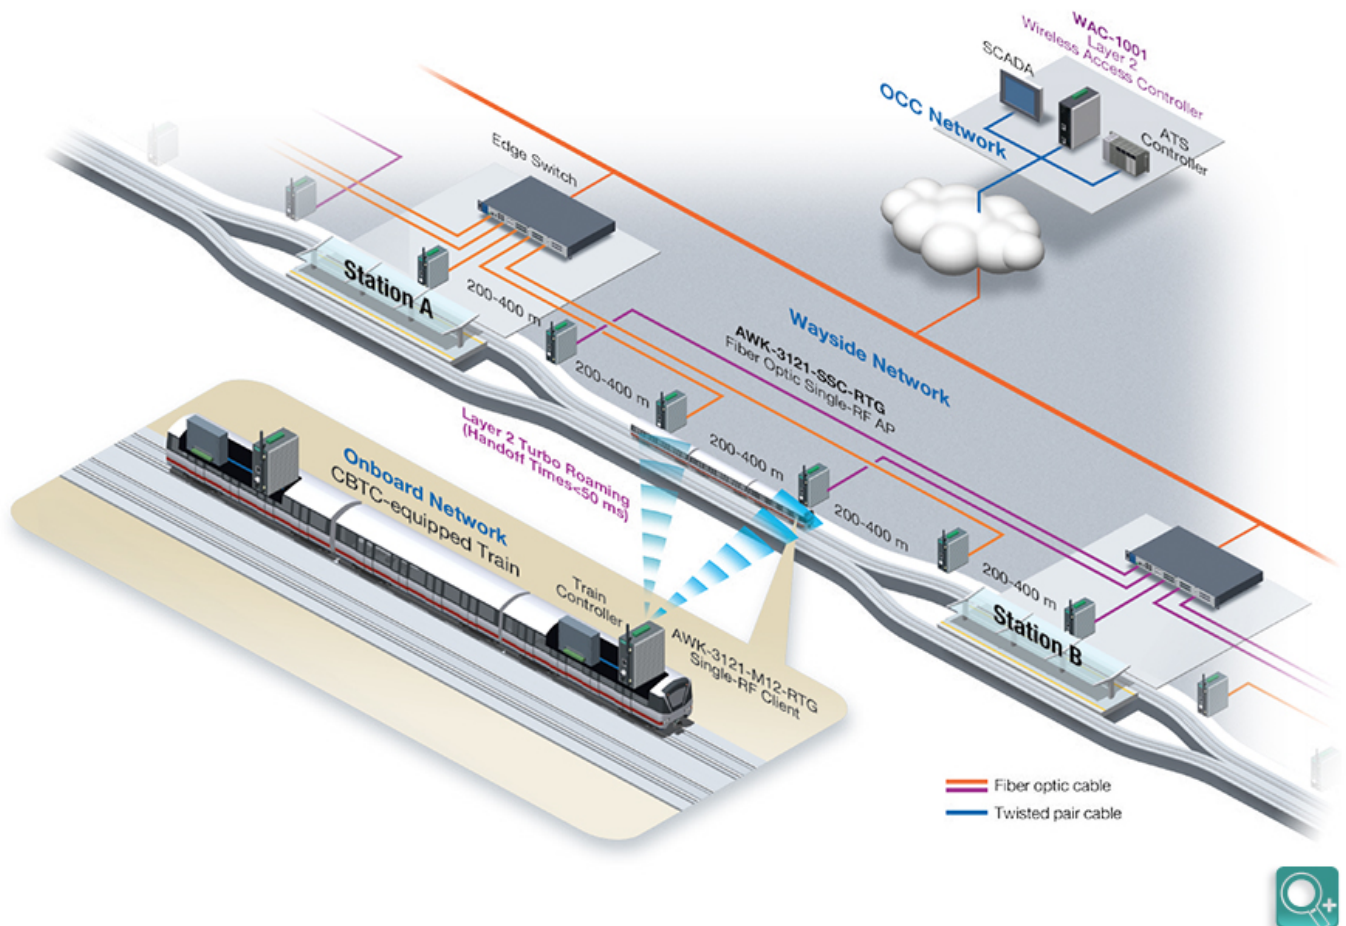 WAC-1001
Layer 2
Wireless Access Controller
SCADA
OCC Network
ATS
Controller
Edge Switch
Station A
200-400 m
Wayside Network
AWK-3121-SSC-RTG
Fiber Optic Single-RF AP
200-400 m
Layer 2 Turbo Roaming
(Handoff Times<50 ms)
200-400 m
200-400 m
200-400 m
Station B
Onboard Network
CBTC-equipped Train
Train
Controller
AWK-3121-M12-RTG
Single-RF Client
Fiber optic cable
Twisted pair cable